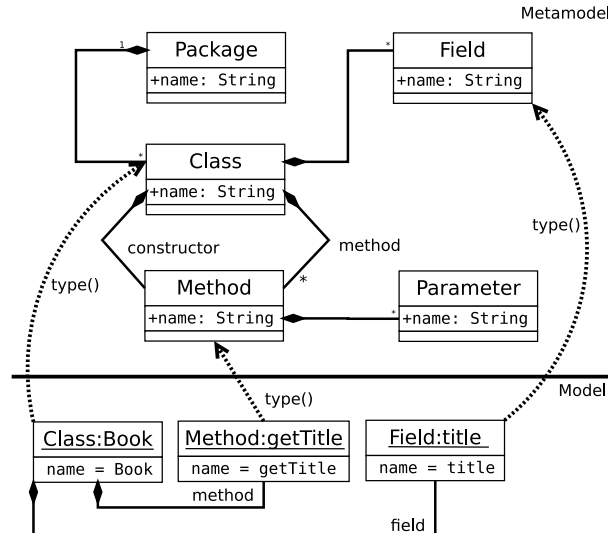 Metamodel
1
Package
+name: String
*
Field
+name: String
*
Class
+name: String
constructor
method
type()
type()
Method
+name: String
*
*
Parameter
+name: String
Model
type()
Class:Book
name = Book
Method:getTitle
name = getTitle
Field:title
name = title
method
field